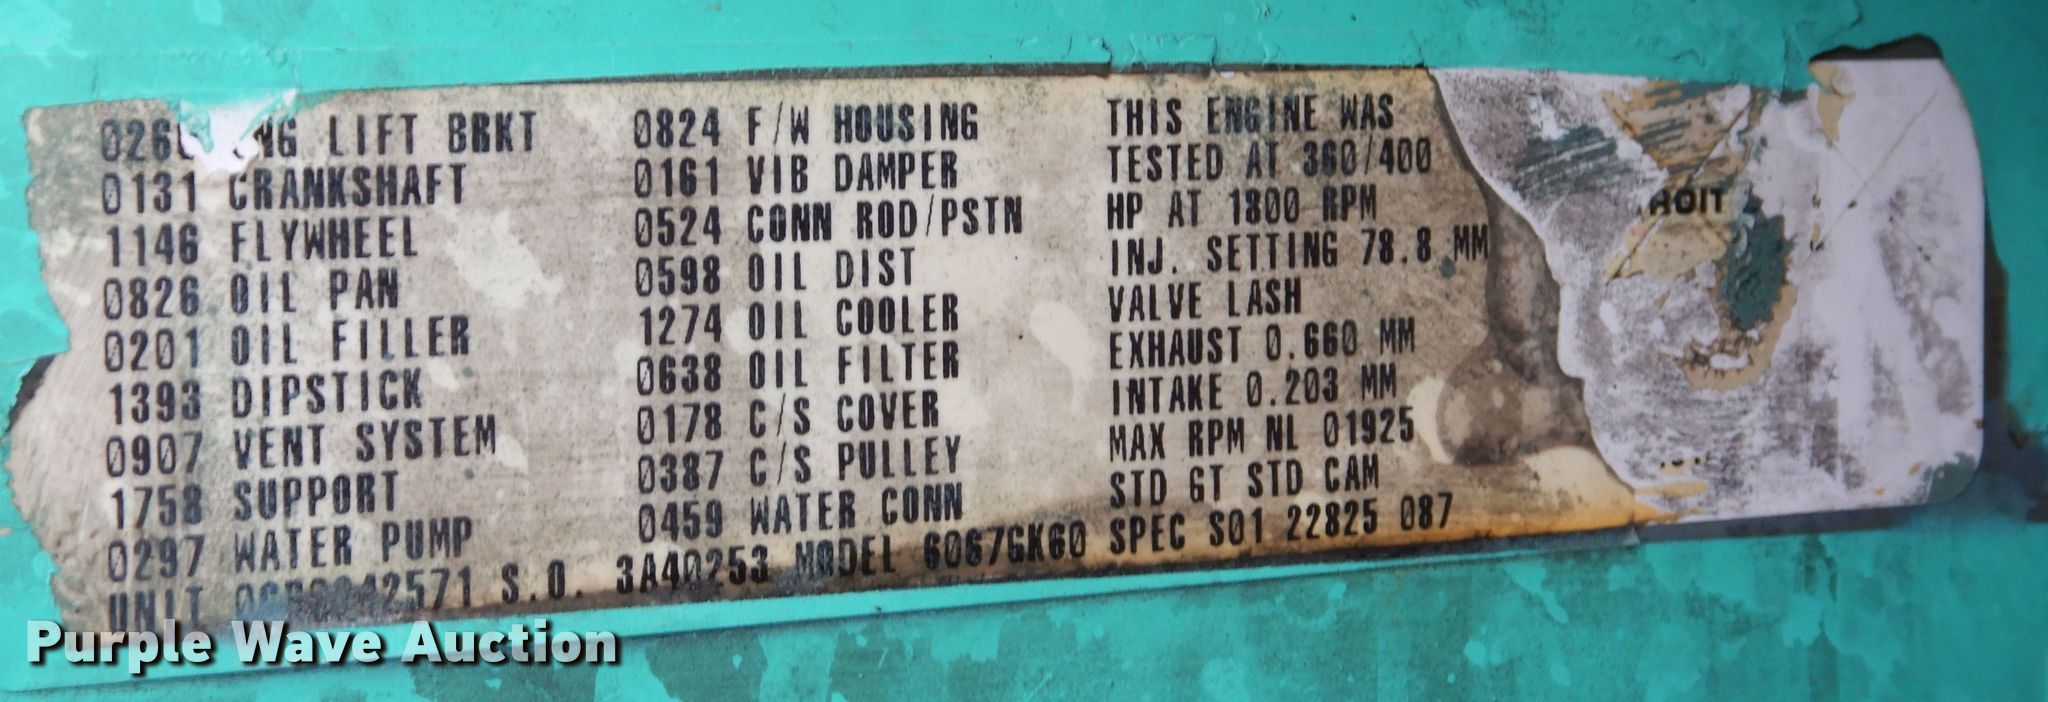 LIFT BRKT
0131 CRANKSHAFT
1146 FLYWHEEL
0826 OIL PAN
0201 OIL FILLER
1393 DIPSTICK
0907 VENT SYSTEM
1758 SUPPORT
0297 WATER PUMP
0824 F/W HOUSING
0161 VIB DAMPER
0524 CONN ROD/PSTN
0598 OIL DIST
1274 OIL COOLER
0638 OIL FILTER
0178 C/S COVER
0387 C/S PULLEY
0459 WATER CONN
THIS ENGINE WAS
TESTED AT 360/400
HP AT 1800 RPM
INJ. SETTING 78.8 MM
VALVE LASH
EXHAUST 0.660 MM
INTAKE 0.203 MM
MAX RPM NL 01925
STD GT STD CAM
UNIT S.O. 3A40253 MODEL 6067GK60 SPEC S01 22825 087
Purple Wave Auction